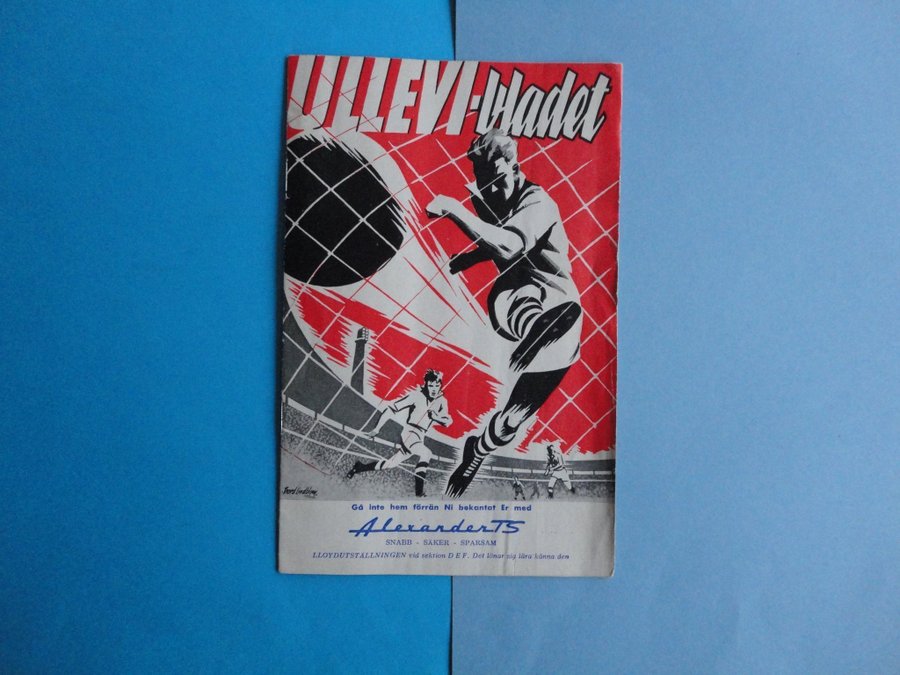 ULLEVI-bladet
Gå inte hem förrän Ni bekantat Er med
Alexander TS
SNABB - SÄKER - SPARSAM
LLOYDUTSTÄLLNINGEN vid sektion D E F. Det lönar sig lära känna den